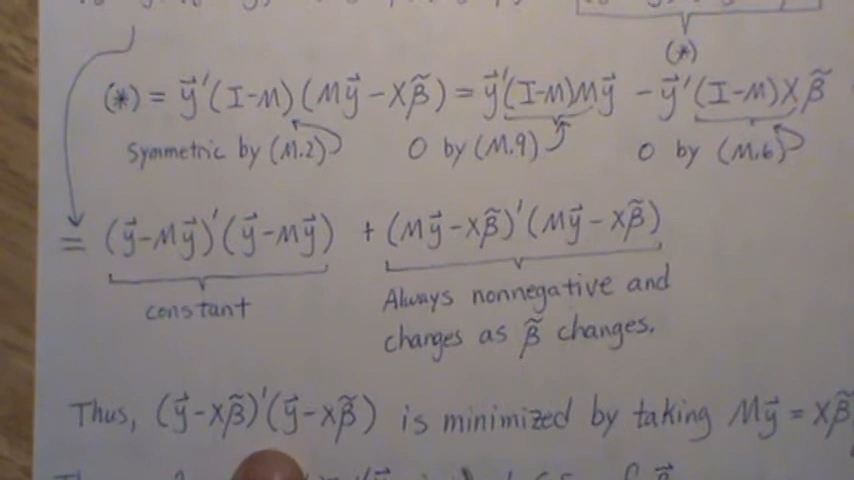 (*)
(*) = y⃗′(I-M)(My⃗ - Xβ̃) = y⃗′(I-M)My⃗ - y⃗′(I-M)Xβ̃
Symmetric by (M.2) 0 by (M.9) 0 by (M.6)
= (y⃗-My⃗)′(y⃗-My⃗) + (My⃗-Xβ̃)′(My⃗-Xβ̃)
constant
Always nonnegative and
changes as β̃ changes.
Thus, (y⃗-Xβ̃)′(y⃗-Xβ̃) is minimized by taking My⃗ = Xβ̃